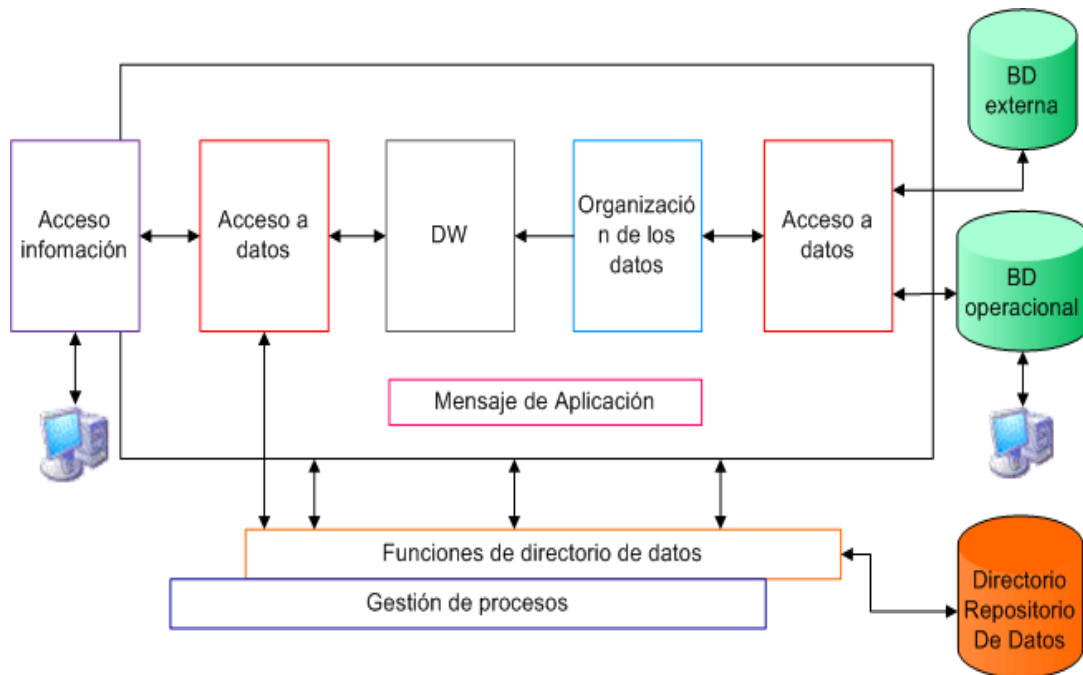 BD
externa
Acceso
infomación
Acceso a
datos
DW
Organizació
n de los
datos
Acceso a
datos
BD
operacional
Mensaje de Aplicación
Funciones de directorio de datos
Gestión de procesos
Directorio
Repositorio
De Datos